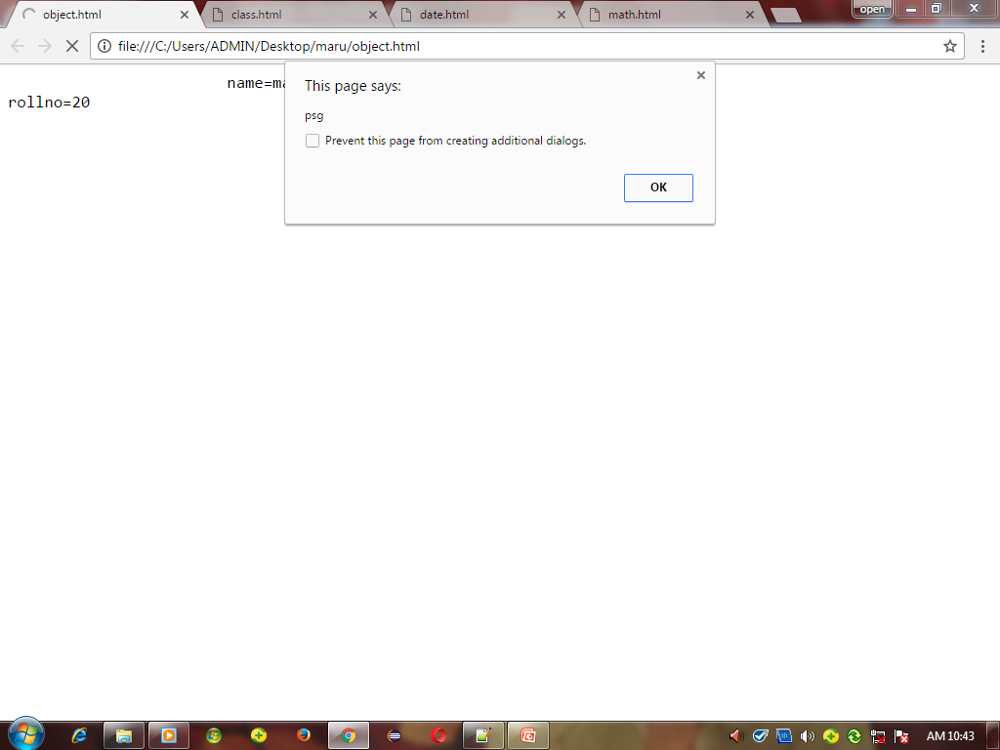 object.html
class.html
date.html
math.html
open
file:///C:/Users/ADMIN/Desktop/maru/object.html
name=ma
rollno=20
This page says:
psg
Prevent this page from creating additional dialogs.
OK
AM 10:43